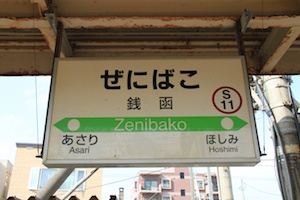 ぜにばこ
銭函
S
11
Zenibako
あさり
Asari
ほしみ
Hoshimi